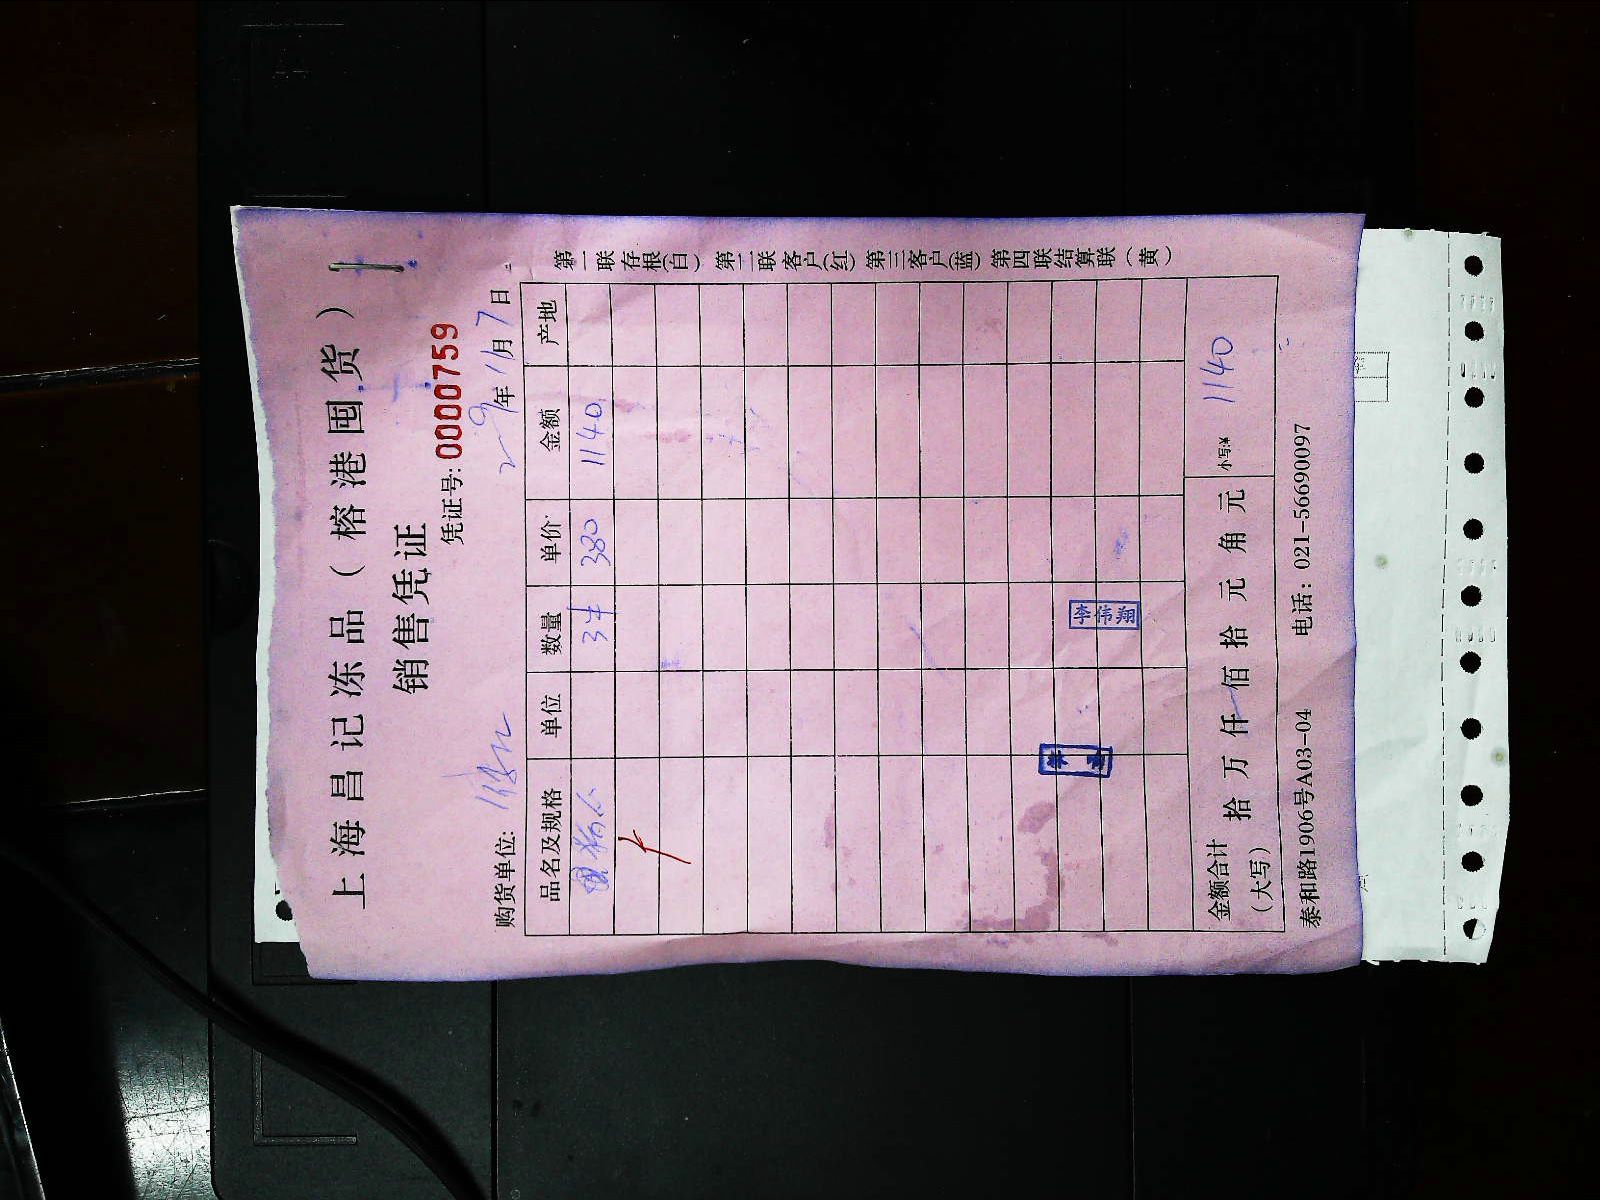 上海昌记冻品（榕港囤货）
销售凭证
凭证号: 0000759
购货单位: 年 11月 7日
品名及规格 单位 数量 单价 金额 产地
3件 380 1140
李伟翔
金额合计（大写） 拾 万 仟 佰 拾 元 角 元 小写:¥ 1140
泰和路1906号A03-04 电话：021-56690097
第一联存根(白) 第二联客户(红) 第三客户(蓝) 第四联结算联（黄）